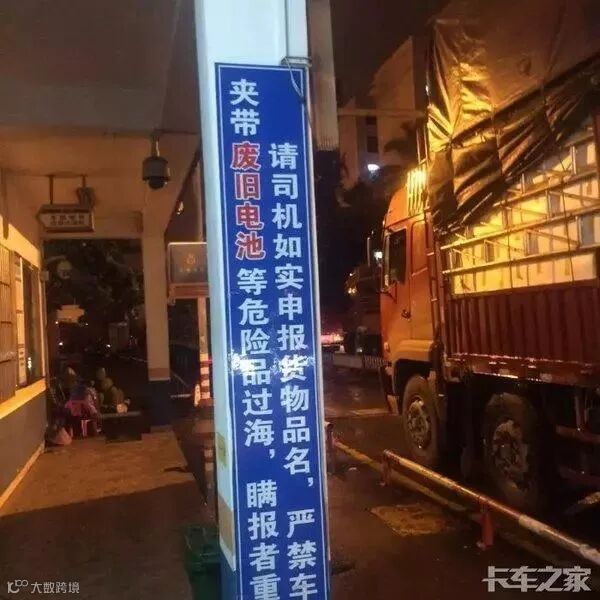 请司机如实申报货物品名，严禁车
夹带废旧电池等危险品过海，瞒报者重
卡车之家
大数跨境